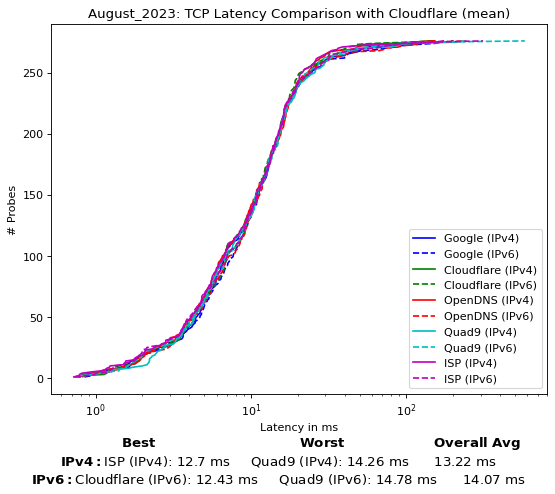 August_2023: TCP Latency Comparison with Cloudflare (mean)
# Probes
250
200
150
100
50
0
Google (IPv4)
Google (IPv6)
Cloudflare (IPv4)
Cloudflare (IPv6)
OpenDNS (IPv4)
OpenDNS (IPv6)
Quad9 (IPv4)
Quad9 (IPv6)
ISP (IPv4)
ISP (IPv6)
10⁰ 10¹ 10²
Latency in ms
Best Worst Overall Avg
IPv4: ISP (IPv4): 12.7 ms Quad9 (IPv4): 14.26 ms 13.22 ms
IPv6: Cloudflare (IPv6): 12.43 ms Quad9 (IPv6): 14.78 ms 14.07 ms